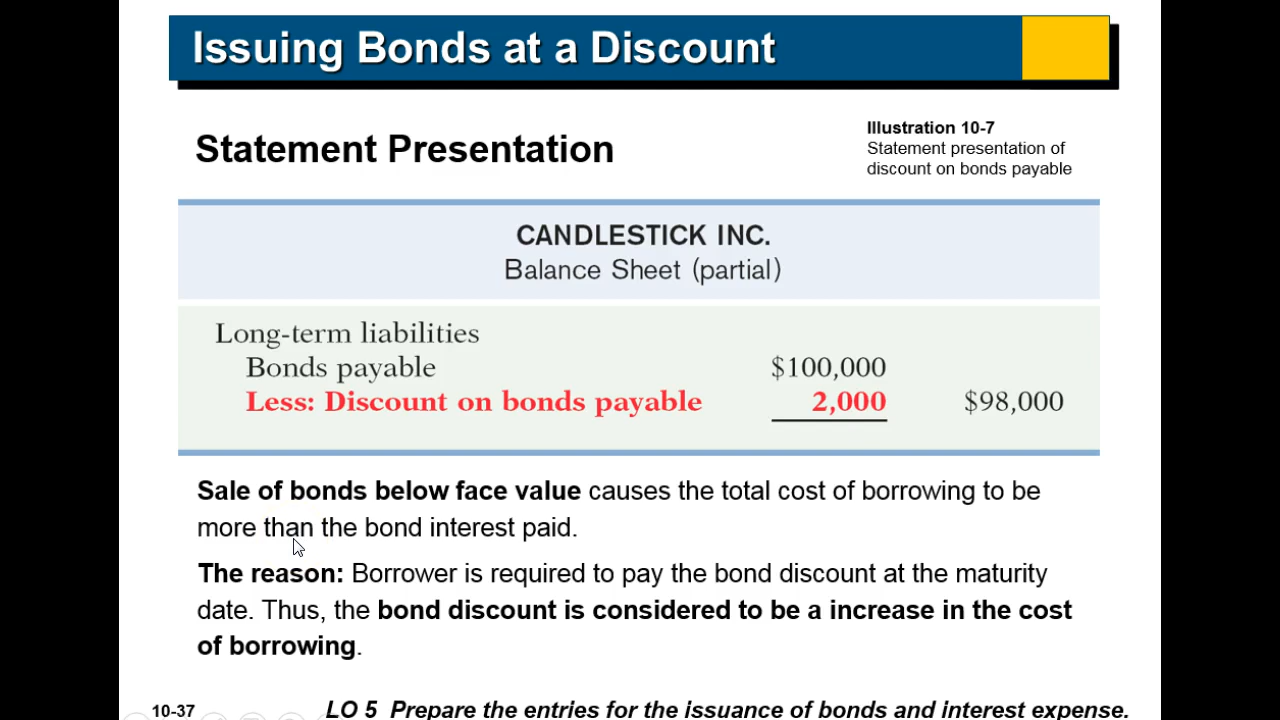 Issuing Bonds at a Discount
Statement Presentation
Illustration 10-7
Statement presentation of
discount on bonds payable
CANDLESTICK INC.
Balance Sheet (partial)
Long-term liabilities
Bonds payable $100,000
Less: Discount on bonds payable 2,000 $98,000
Sale of bonds below face value causes the total cost of borrowing to be
more than the bond interest paid.
The reason: Borrower is required to pay the bond discount at the maturity
date. Thus, the bond discount is considered to be a increase in the cost
of borrowing.
10-37 LO 5 Prepare the entries for the issuance of bonds and interest expense.